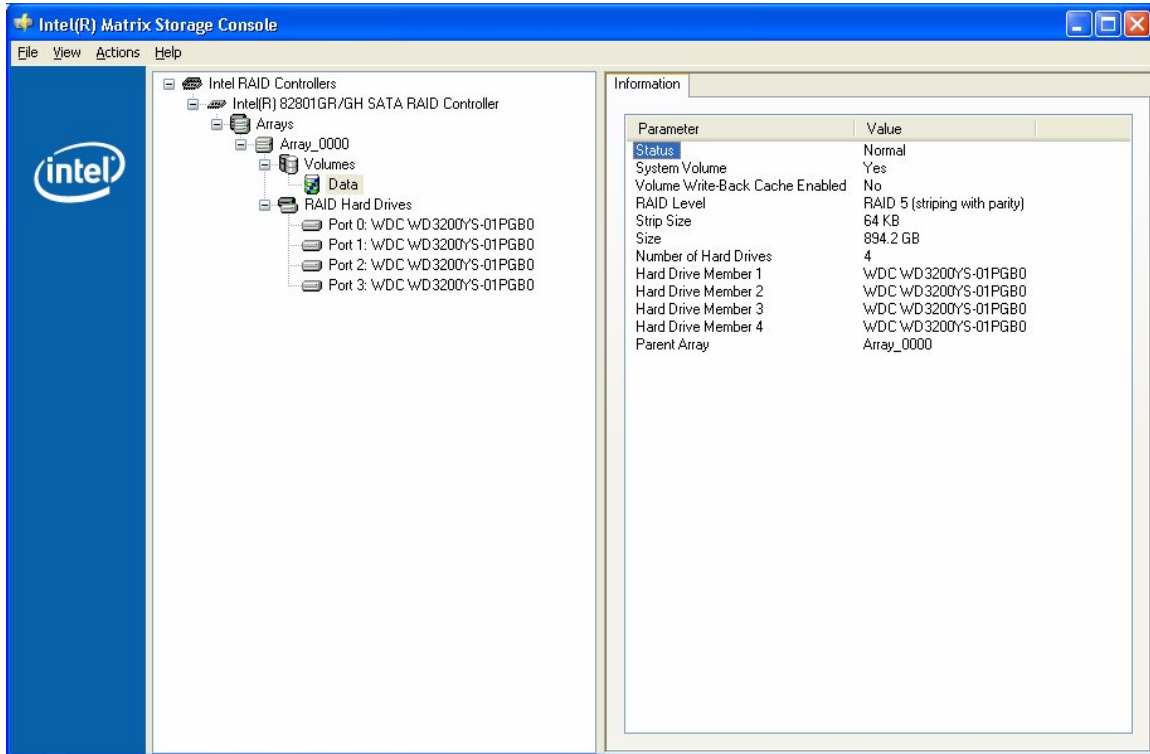 Intel(R) Matrix Storage Console
File View Actions Help
intel
Intel RAID Controllers
Intel(R) 82801GR/GH SATA RAID Controller
Arrays
Array_0000
Volumes
Data
RAID Hard Drives
Port 0: WDC WD3200YS-01PGB0
Port 1: WDC WD3200YS-01PGB0
Port 2: WDC WD3200YS-01PGB0
Port 3: WDC WD3200YS-01PGB0
Information
Parameter Value
Status Normal
System Volume Yes
Volume Write-Back Cache Enabled No
RAID Level RAID 5 (striping with parity)
Strip Size 64 KB
Size 894.2 GB
Number of Hard Drives 4
Hard Drive Member 1 WDC WD3200YS-01PGB0
Hard Drive Member 2 WDC WD3200YS-01PGB0
Hard Drive Member 3 WDC WD3200YS-01PGB0
Hard Drive Member 4 WDC WD3200YS-01PGB0
Parent Array Array_0000